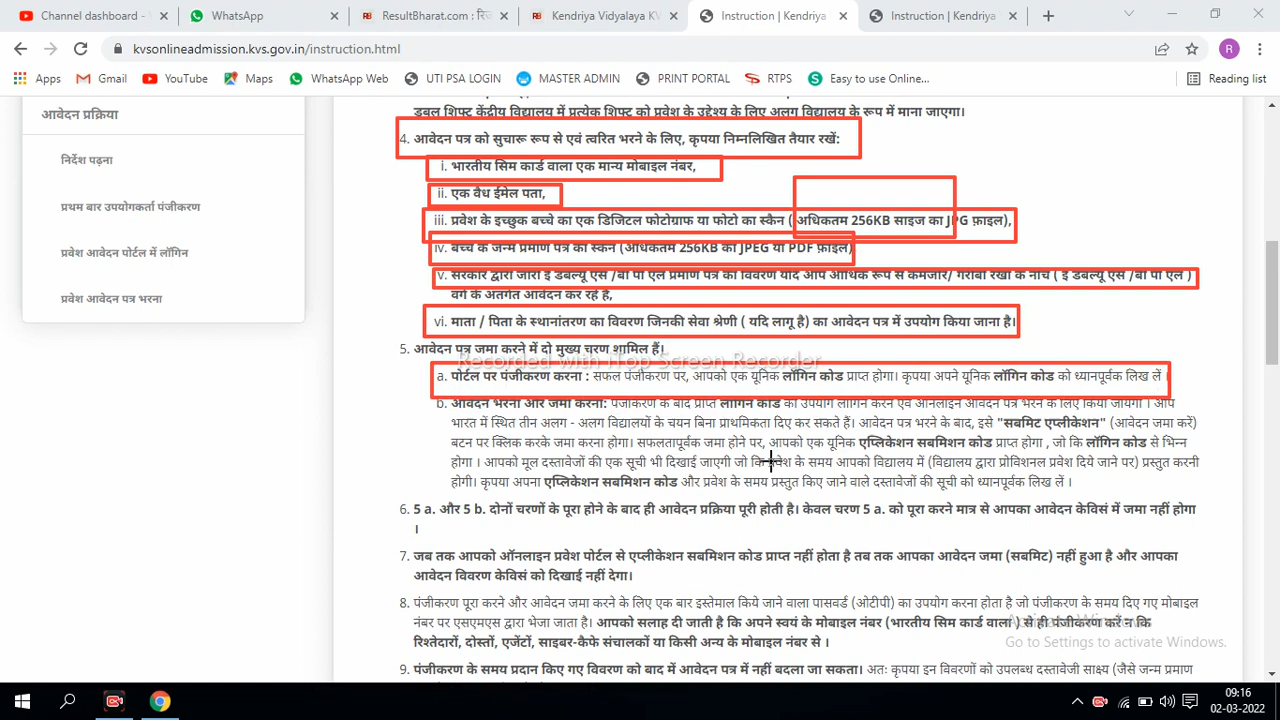 Channel dashboard -
WhatsApp
ResultBharat.com : रि
Kendriya Vidyalaya KV
Instruction | Kendriya
Instruction | Kendriya
kvsonlineadmission.kvs.gov.in/instruction.html
R
Apps
Gmail
YouTube
Maps
WhatsApp Web
UTI PSA LOGIN
MASTER ADMIN
PRINT PORTAL
RTPS
Easy to use Online...
Reading list
आवेदन प्रक्रिया
निर्देश पढ़ना
प्रथम बार उपयोगकर्ता पंजीकरण
प्रवेश आवेदन पोर्टल में लॉगिन
प्रवेश आवेदन पत्र भरना
डबल शिफ्ट केंद्रीय विद्यालय में प्रत्येक शिफ्ट को प्रवेश के उद्देश्य के लिए अलग विद्यालय के रूप में माना जाएगा।
4. आवेदन पत्र को सुचारू रूप से एवं त्वरित भरने के लिए, कृपया निम्नलिखित तैयार रखें:
i. भारतीय सिम कार्ड वाला एक मान्य मोबाइल नंबर,
ii. एक वैध ईमेल पता,
iii. प्रवेश के इच्छुक बच्चे का एक डिजिटल फोटोग्राफ या फोटो का स्कैन (अधिकतम 256KB साइज का JPG फ़ाइल),
iv. बच्चे के जन्म प्रमाण पत्र का स्कैन (अधिकतम 256KB का JPEG या PDF फ़ाइल)
v. सरकार द्वारा जारी ई डबल्यू एस /बी पी एल प्रमाण पत्र का विवरण यदि आप आर्थिक रूप से कमजोर/ गरीबी रेखा के नीचे ( ई डबल्यू एस /बी पी एल )
वर्ग के अंतर्गत आवेदन कर रहे है,
vi. माता / पिता के स्थानांतरण का विवरण जिनकी सेवा श्रेणी ( यदि लागू है) का आवेदन पत्र में उपयोग किया जाना है।
5. आवेदन पत्र जमा करने में दो मुख्य चरण शामिल हैं।
Recorded with iTop Screen Recorder
a. पोर्टल पर पंजीकरण करना : सफल पंजीकरण पर, आपको एक यूनिक लॉगिन कोड प्राप्त होगा। कृपया अपने यूनिक लॉगिन कोड को ध्यानपूर्वक लिख लें ।
b. आवेदन भरना और जमा करना: पंजीकरण के बाद प्राप्त लॉगिन कोड का उपयोग लॉगिन करने एवं ऑनलाइन आवेदन पत्र भरने के लिए किया जायेगा। आप
भारत में स्थित तीन अलग - अलग विद्यालयों के चयन बिना प्राथमिकता दिए कर सकते हैं। आवेदन पत्र भरने के बाद, इसे "सबमिट एप्लीकेशन" (आवेदन जमा करें)
बटन पर क्लिक करके जमा करना होगा। सफलतापूर्वक जमा होने पर, आपको एक यूनिक एप्लिकेशन सबमिशन कोड प्राप्त होगा , जो कि लॉगिन कोड से भिन्न
होगा । आपको मूल दस्तावेजों की एक सूची भी दिखाई जाएगी जो कि प्रवेश के समय आपको विद्यालय में (विद्यालय द्वारा प्रोविशनल प्रवेश दिये जाने पर) प्रस्तुत करनी
होगी। कृपया अपना एप्लिकेशन सबमिशन कोड और प्रवेश के समय प्रस्तुत किए जाने वाले दस्तावेजों की सूची को ध्यानपूर्वक लिख लें ।
6. 5 a. और 5 b. दोनों चरणों के पूरा होने के बाद ही आवेदन प्रक्रिया पूरी होती है। केवल चरण 5 a. को पूरा करने मात्र से आपका आवेदन केविसं में जमा नहीं होगा
।
7. जब तक आपको ऑनलाइन प्रवेश पोर्टल से एप्लीकेशन सबमिशन कोड प्राप्त नहीं होता है तब तक आपका आवेदन जमा (सबमिट) नहीं हुआ है और आपका
आवेदन विवरण केविसं को दिखाई नहीं देगा।
8. पंजीकरण पूरा करने और आवेदन जमा करने के लिए एक बार इस्तेमाल किये जाने वाला पासवर्ड (ओटीपी) का उपयोग करना होता है जो पंजीकरण के समय दिए गए मोबाइल
नंबर पर एसएमएस द्वारा भेजा जाता है। आपको सलाह दी जाती है कि अपने स्वयं के मोबाइल नंबर (भारतीय सिम कार्ड वाला ) से ही पंजीकरण करें न कि
रिश्तेदारों, दोस्तों, एजेंटों, साइबर-कैफे संचालकों या किसी अन्य के मोबाइल नंबर से ।
Activate Windows
Go to Settings to activate Windows.
9. पंजीकरण के समय प्रदान किए गए विवरण को बाद में आवेदन पत्र में नहीं बदला जा सकता। अतः कृपया इन विवरणों को उपलब्ध दस्तावेजी साक्ष्य (जैसे जन्म प्रमाण
09:16
02-03-2022